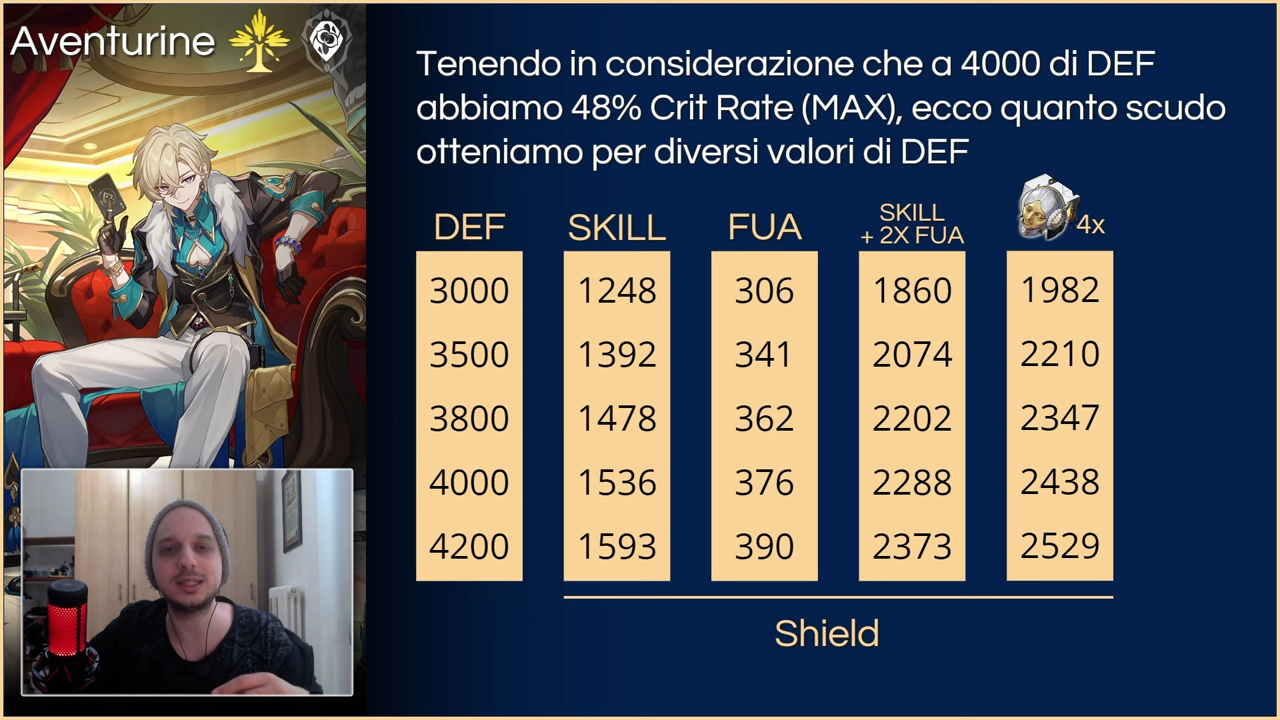 Aventurine
Tenendo in considerazione che a 4000 di DEF
abbiamo 48% Crit Rate (MAX), ecco quanto scudo
otteniamo per diversi valori di DEF
DEF SKILL FUA SKILL + 2X FUA 4x
3000 1248 306 1860 1982
3500 1392 341 2074 2210
3800 1478 362 2202 2347
4000 1536 376 2288 2438
4200 1593 390 2373 2529
Shield